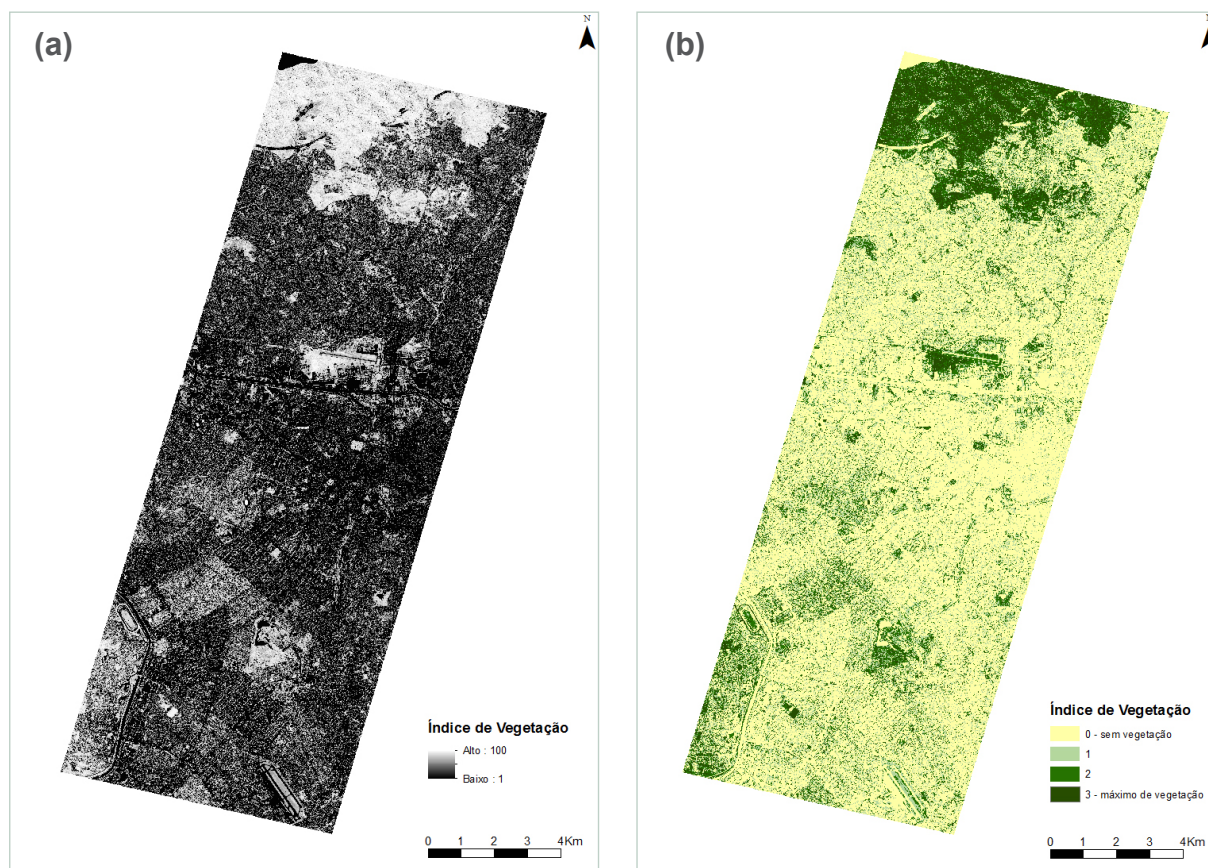 (a)
N
Índice de Vegetação
Alto : 100
Baixo : 1
0 1 2 3 4Km
(b)
N
Índice de Vegetação
0 - sem vegetação
1
2
3 - máximo de vegetação
0 1 2 3 4Km